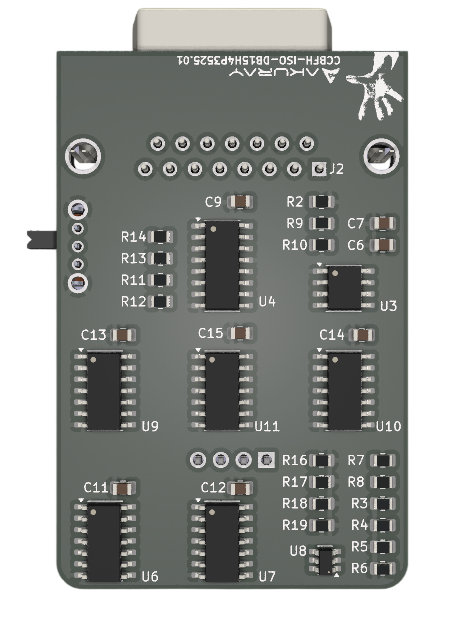 CCBFH-ISO-DB15H4P3525.01
AKURAY
J2
C9
R2
R14
R9
C7
R13
R10
C6
R11
R12
U4
U3
C13
C15
C14
U9
U11
U10
R16
R7
R17
R8
C11
C12
R18
R3
R19
R4
U8
R5
U6
U7
R6